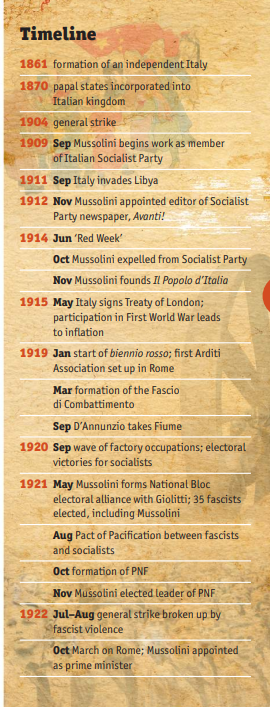 Timeline
1861 formation of an independent Italy
1870 papal states incorporated into
Italian kingdom
1904 general strike
1909 Sep Mussolini begins work as member
of Italian Socialist Party
1911 Sep Italy invades Libya
1912 Nov Mussolini appointed editor of Socialist
Party newspaper, Avanti!
1914 Jun ‘Red Week’
Oct Mussolini expelled from Socialist Party
Nov Mussolini founds Il Popolo d’Italia
1915 May Italy signs Treaty of London;
participation in First World War leads
to inflation
1919 Jan start of biennio rosso; first Arditi
Association set up in Rome
Mar formation of the Fascio
di Combattimento
Sep D’Annunzio takes Fiume
1920 Sep wave of factory occupations; electoral
victories for socialists
1921 May Mussolini forms National Bloc
electoral alliance with Giolitti; 35 fascists
elected, including Mussolini
Aug Pact of Pacification between fascists
and socialists
Oct formation of PNF
Nov Mussolini elected leader of PNF
1922 Jul–Aug general strike broken up by
fascist violence
Oct March on Rome; Mussolini appointed
as prime minister